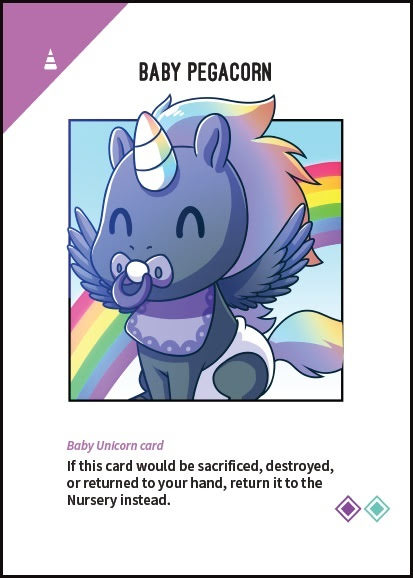 BABY PEGACORN
Baby Unicorn card
If this card would be sacrificed, destroyed,
or returned to your hand, return it to the
Nursery instead.